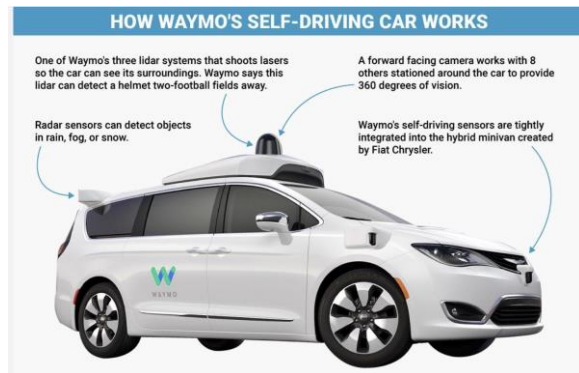 HOW WAYMO'S SELF-DRIVING CAR WORKS
One of Waymo's three lidar systems that shoots lasers
so the car can see its surroundings. Waymo says this
lidar can detect a helmet two-football fields away.
A forward facing camera works with 8
others stationed around the car to provide
360 degrees of vision.
Radar sensors can detect objects
in rain, fog, or snow.
Waymo's self-driving sensors are tightly
integrated into the hybrid minivan created
by Fiat Chrysler.
WAYMO